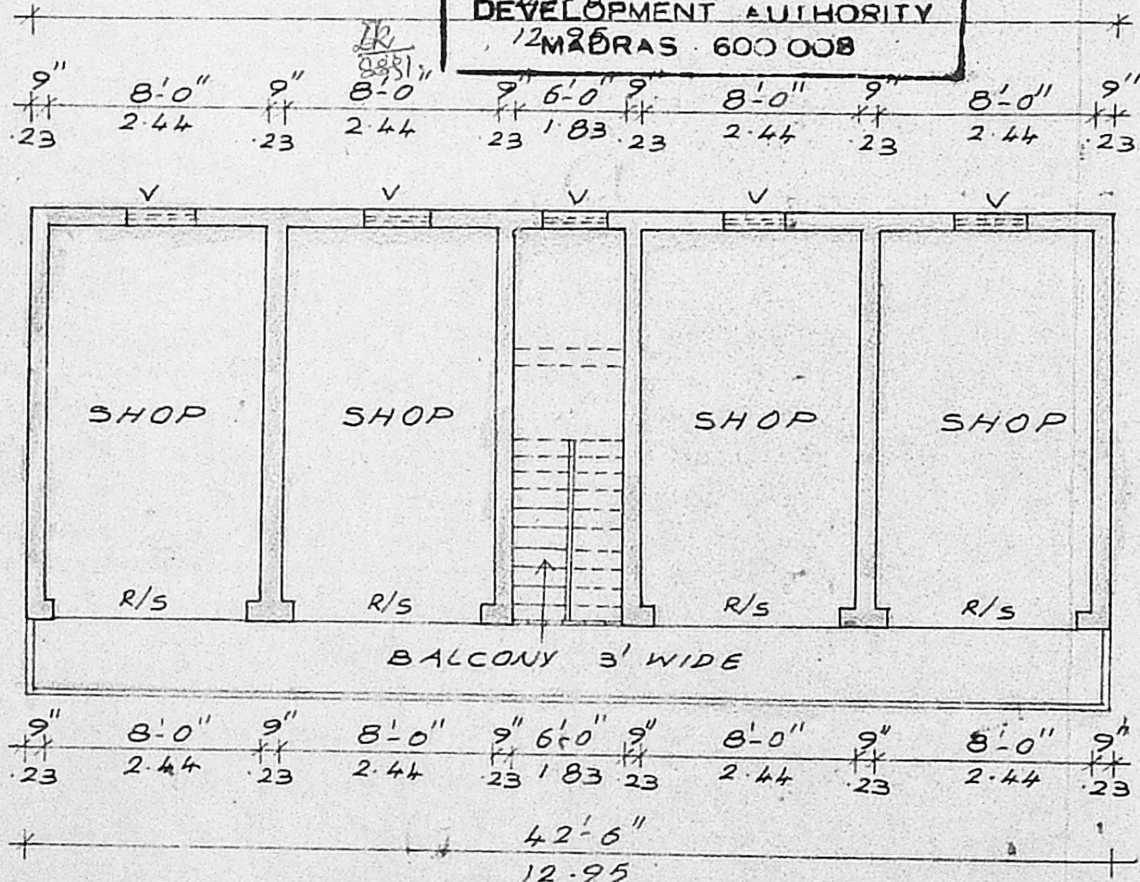 DEVELOPMENT AUTHORITY
12.95
MADRAS 600 008
9" 8'-0" 9" 8'-0" 9" 6'-0" 9" 8'-0" 9" 8'-0" 9"
.23 2.44 .23 2.44 .23 1.83 .23 2.44 .23 2.44 .23
V V V V V
SHOP SHOP SHOP SHOP
R/S R/S R/S R/S
BALCONY 3' WIDE
9" 8'-0" 9" 8'-0" 9" 6'-0" 9" 8'-0" 9" 8'-0" 9"
.23 2.44 .23 2.44 .23 1.83 .23 2.44 .23 2.44 .23
42'-6"
12.95